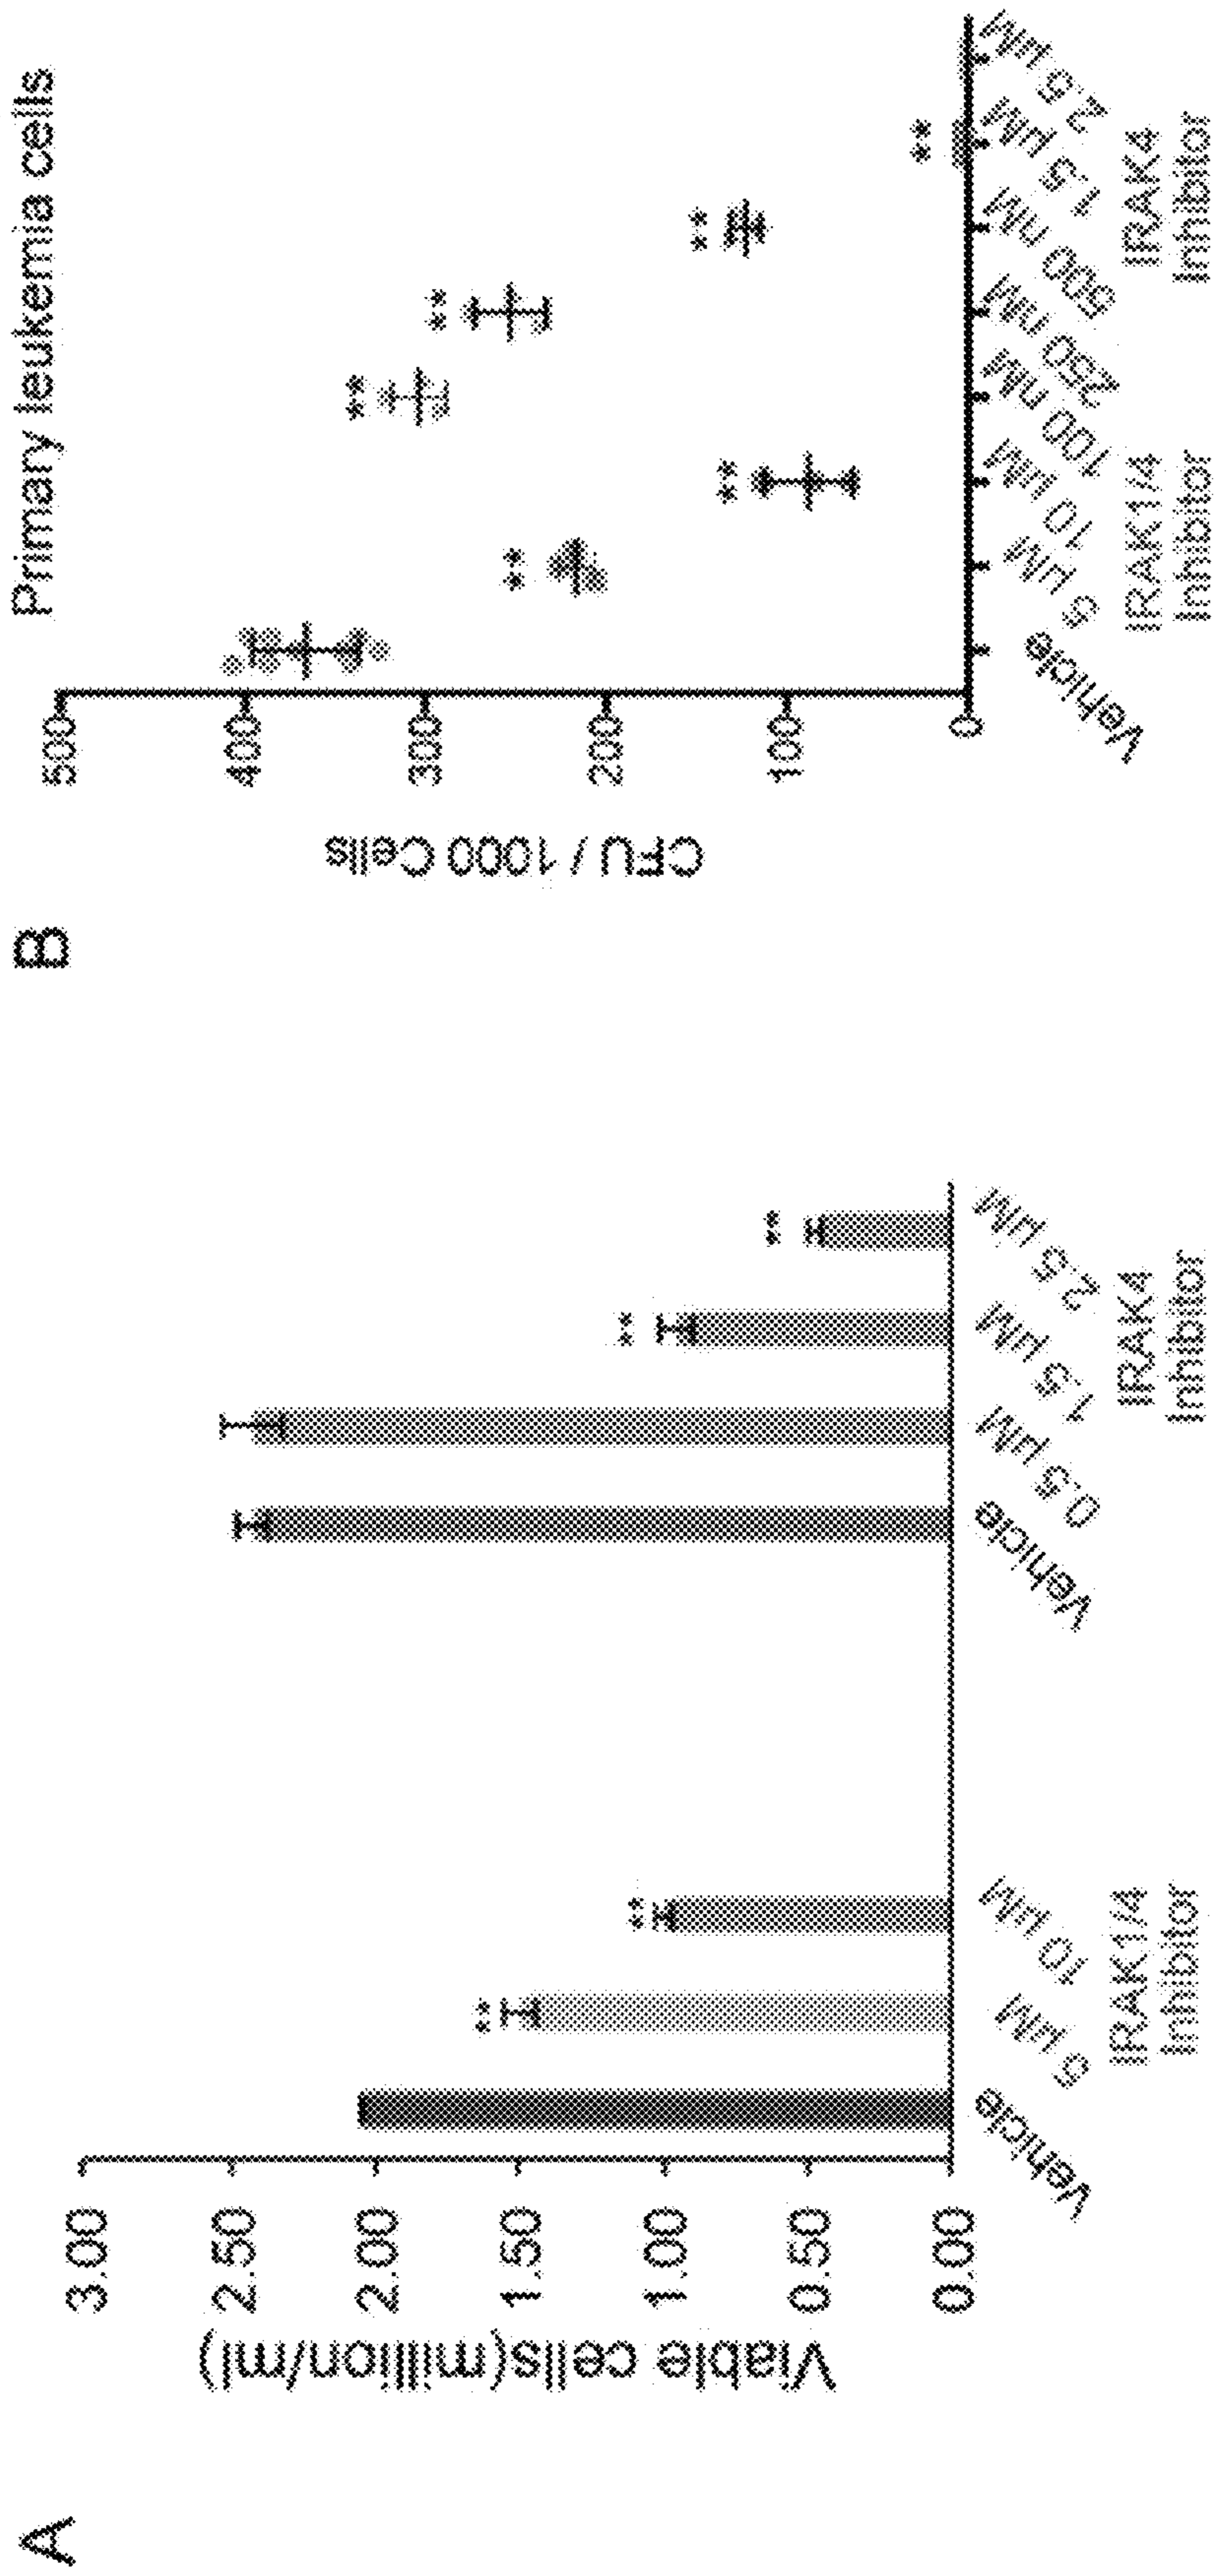 A
Viable cells(million/ml)
3.00
2.50
2.00
1.50
1.00
0.50
0.00
**
**
**
**
Vehicle
5 µM
10 µM
Vehicle
0.5 µM
1.5 µM
2.5 µM
IRAK1/4
Inhibitor
IRAK4
Inhibitor
B
Primary leukemia cells
CFU / 1000 Cells
500
400
300
200
100
0
**
**
**
**
**
**
Vehicle
5 µM
10 µM
100 nM
250 nM
500 nM
1.5 µM
2.5 µM
IRAK1/4
Inhibitor
IRAK4
Inhibitor